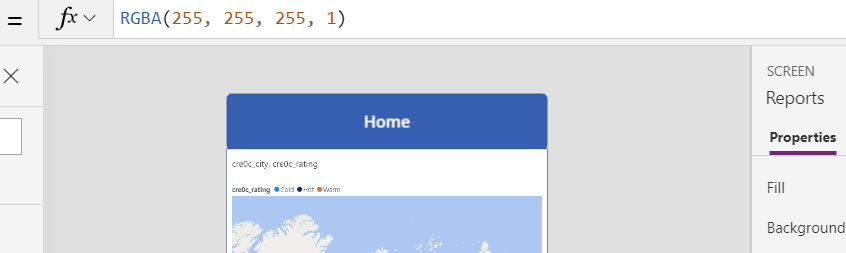 = fx RGBA(255, 255, 255, 1)
SCREEN
Reports
Home
Properties
cre0c_city, cre0c_rating
cre0c_rating Cold Hot Warm
Fill
Background